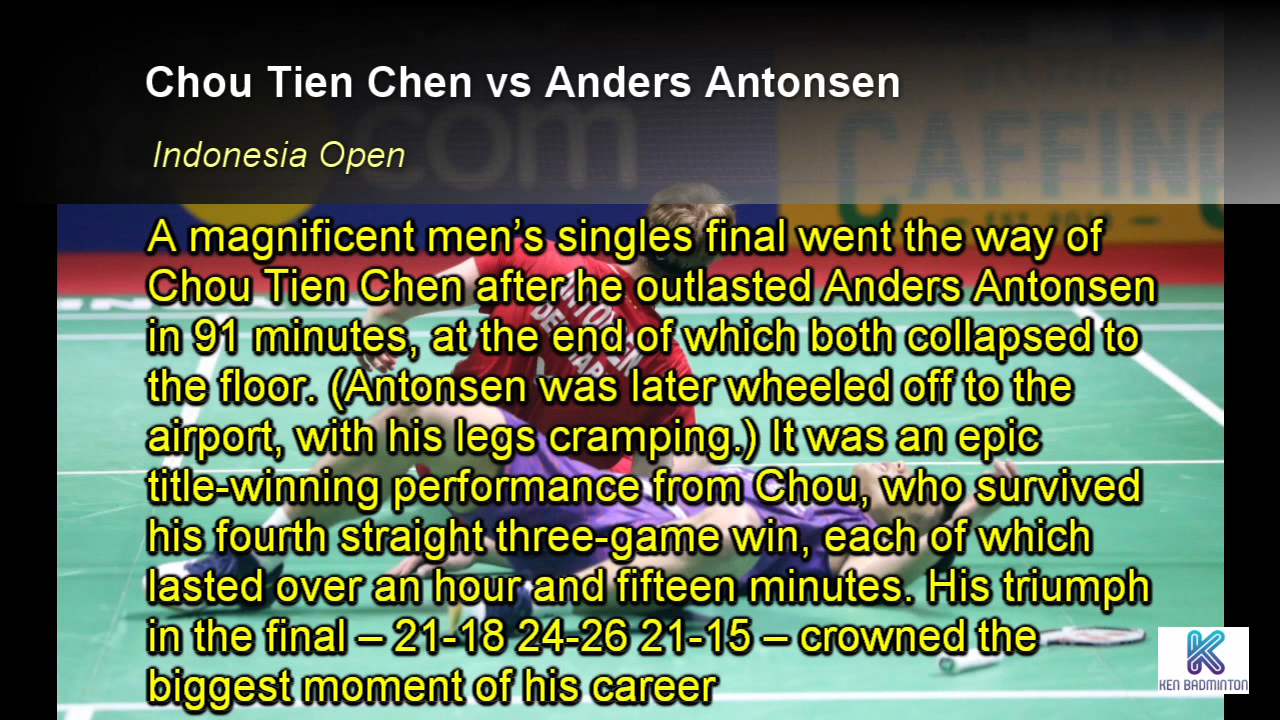 Chou Tien Chen vs Anders Antonsen
Indonesia Open
com
CAFFINO
A magnificent men’s singles final went the way of
Chou Tien Chen after he outlasted Anders Antonsen
in 91 minutes, at the end of which both collapsed to
the floor. (Antonsen was later wheeled off to the
airport, with his legs cramping.) It was an epic
title-winning performance from Chou, who survived
his fourth straight three-game win, each of which
lasted over an hour and fifteen minutes. His triumph
in the final – 21-18 24-26 21-15 – crowned the
biggest moment of his career
KEN BADMINTON